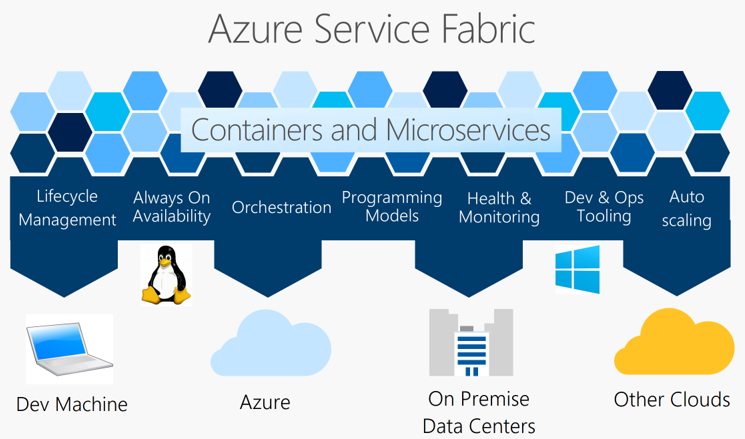 Azure Service Fabric
Containers and Microservices
Lifecycle
Management
Always On
Availability
Orchestration
Programming
Models
Health &
Monitoring
Dev & Ops
Tooling
Auto
scaling
Dev Machine
Azure
On Premise
Data Centers
Other Clouds